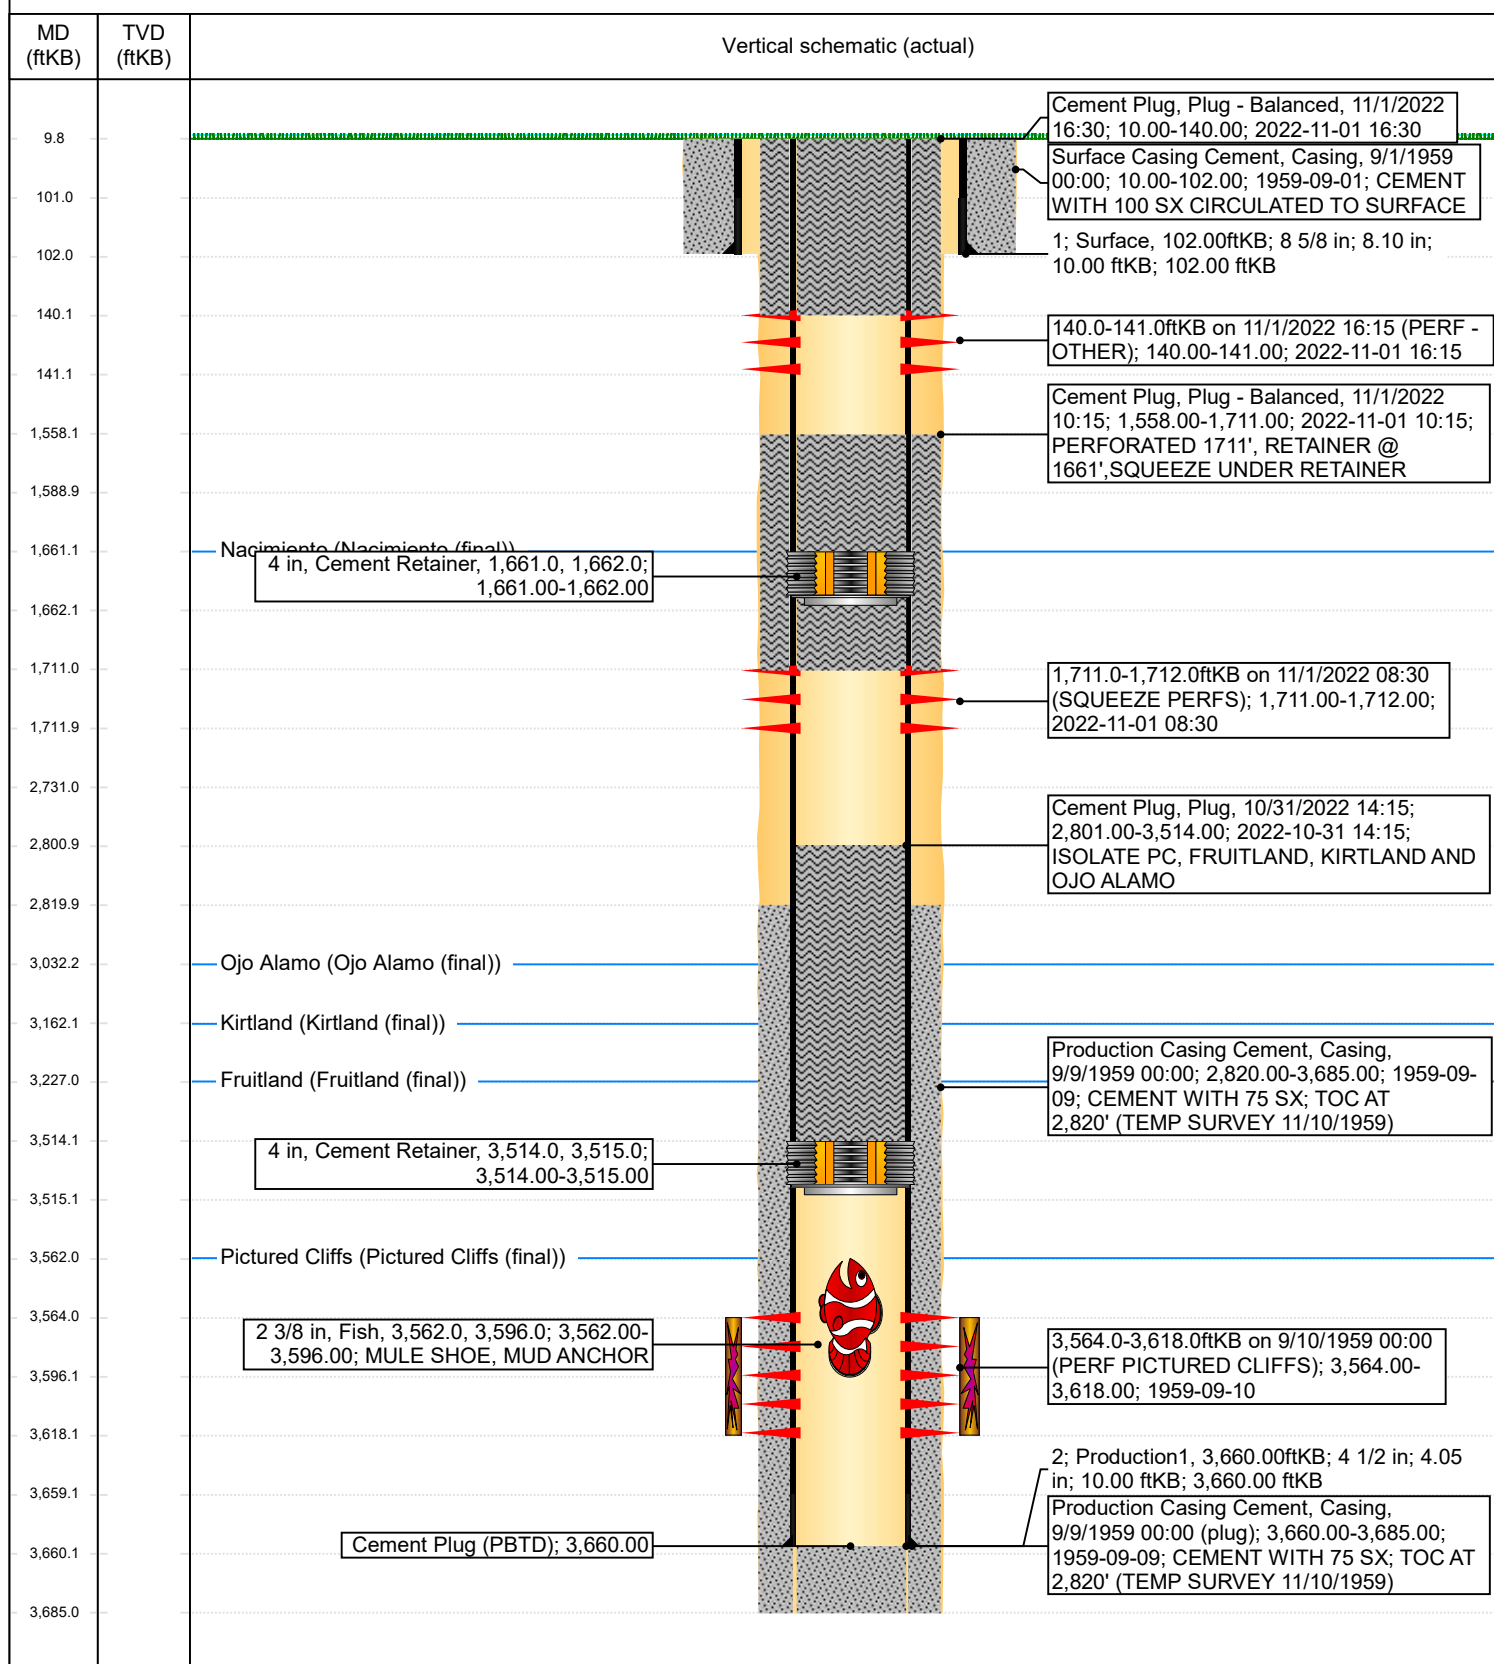 MD
(ftKB)
TVD
(ftKB)
Vertical schematic (actual)
9.8
101.0
102.0
140.1
141.1
1,558.1
1,588.9
1,661.1
1,662.1
1,711.0
1,711.9
2,731.0
2,800.9
2,819.9
3,032.2
3,162.1
3,227.0
3,514.1
3,515.1
3,562.0
3,564.0
3,596.1
3,618.1
3,659.1
3,660.1
3,685.0
Nacimiento (Nacimiento (final))
4 in, Cement Retainer, 1,661.0, 1,662.0;
1,661.00-1,662.00
Ojo Alamo (Ojo Alamo (final))
Kirtland (Kirtland (final))
Fruitland (Fruitland (final))
4 in, Cement Retainer, 3,514.0, 3,515.0;
3,514.00-3,515.00
Pictured Cliffs (Pictured Cliffs (final))
2 3/8 in, Fish, 3,562.0, 3,596.0; 3,562.00-
3,596.00; MULE SHOE, MUD ANCHOR
Cement Plug (PBTD); 3,660.00
Cement Plug, Plug - Balanced, 11/1/2022
16:30; 10.00-140.00; 2022-11-01 16:30
Surface Casing Cement, Casing, 9/1/1959
00:00; 10.00-102.00; 1959-09-01; CEMENT
WITH 100 SX CIRCULATED TO SURFACE
1; Surface, 102.00ftKB; 8 5/8 in; 8.10 in;
10.00 ftKB; 102.00 ftKB
140.0-141.0ftKB on 11/1/2022 16:15 (PERF -
OTHER); 140.00-141.00; 2022-11-01 16:15
Cement Plug, Plug - Balanced, 11/1/2022
10:15; 1,558.00-1,711.00; 2022-11-01 10:15;
PERFORATED 1711', RETAINER @
1661',SQUEEZE UNDER RETAINER
1,711.0-1,712.0ftKB on 11/1/2022 08:30
(SQUEEZE PERFS); 1,711.00-1,712.00;
2022-11-01 08:30
Cement Plug, Plug, 10/31/2022 14:15;
2,801.00-3,514.00; 2022-10-31 14:15;
ISOLATE PC, FRUITLAND, KIRTLAND AND
OJO ALAMO
Production Casing Cement, Casing,
9/9/1959 00:00; 2,820.00-3,685.00; 1959-09-
09; CEMENT WITH 75 SX; TOC AT
2,820' (TEMP SURVEY 11/10/1959)
3,564.0-3,618.0ftKB on 9/10/1959 00:00
(PERF PICTURED CLIFFS); 3,564.00-
3,618.00; 1959-09-10
2; Production1, 3,660.00ftKB; 4 1/2 in; 4.05
in; 10.00 ftKB; 3,660.00 ftKB
Production Casing Cement, Casing,
9/9/1959 00:00 (plug); 3,660.00-3,685.00;
1959-09-09; CEMENT WITH 75 SX; TOC AT
2,820' (TEMP SURVEY 11/10/1959)